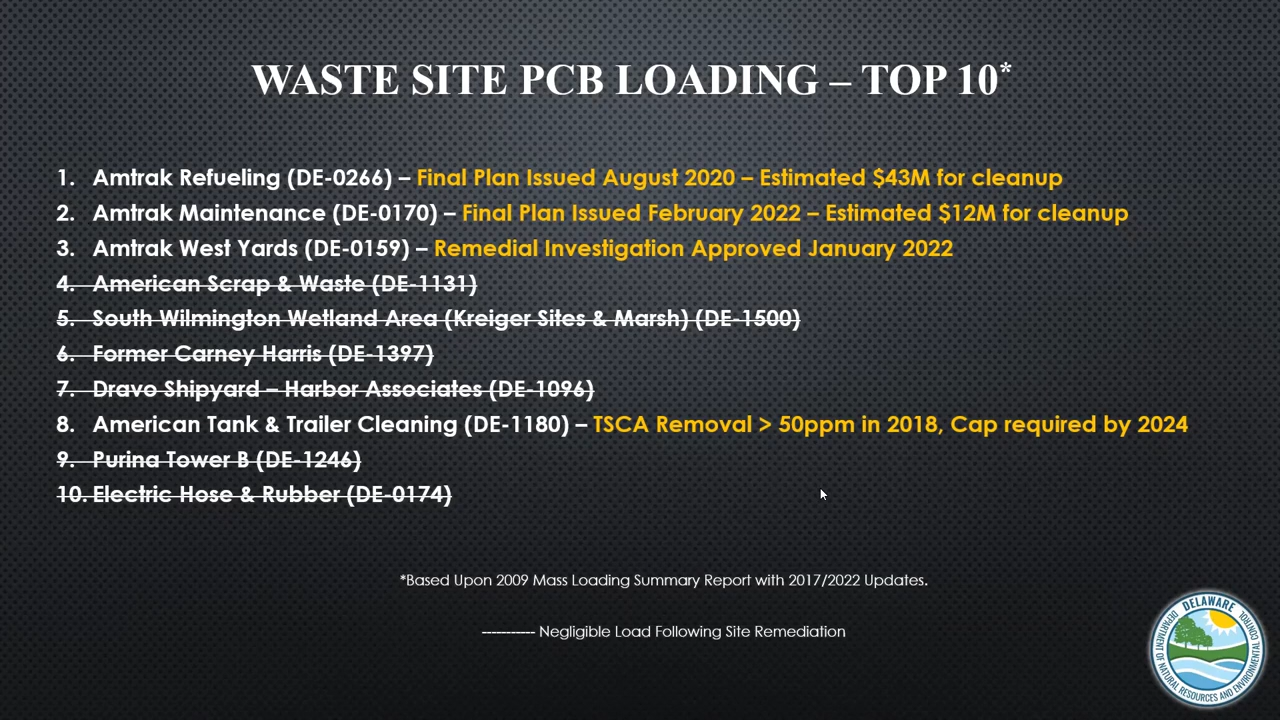 WASTE SITE PCB LOADING – TOP 10*
1. Amtrak Refueling (DE-0266) – Final Plan Issued August 2020 – Estimated $43M for cleanup
2. Amtrak Maintenance (DE-0170) – Final Plan Issued February 2022 – Estimated $12M for cleanup
3. Amtrak West Yards (DE-0159) – Remedial Investigation Approved January 2022
4. American Scrap & Waste (DE-1131)
5. South Wilmington Wetland Area (Kreiger Sites & Marsh) (DE-1500)
6. Former Carney Harris (DE-1397)
7. Dravo Shipyard – Harbor Associates (DE-1096)
8. American Tank & Trailer Cleaning (DE-1180) – TSCA Removal > 50ppm in 2018, Cap required by 2024
9. Purina Tower B (DE-1246)
10. Electric Hose & Rubber (DE-0174)
*Based Upon 2009 Mass Loading Summary Report with 2017/2022 Updates.
----------- Negligible Load Following Site Remediation
DELAWARE
DEPARTMENT OF NATURAL RESOURCES AND ENVIRONMENTAL CONTROL